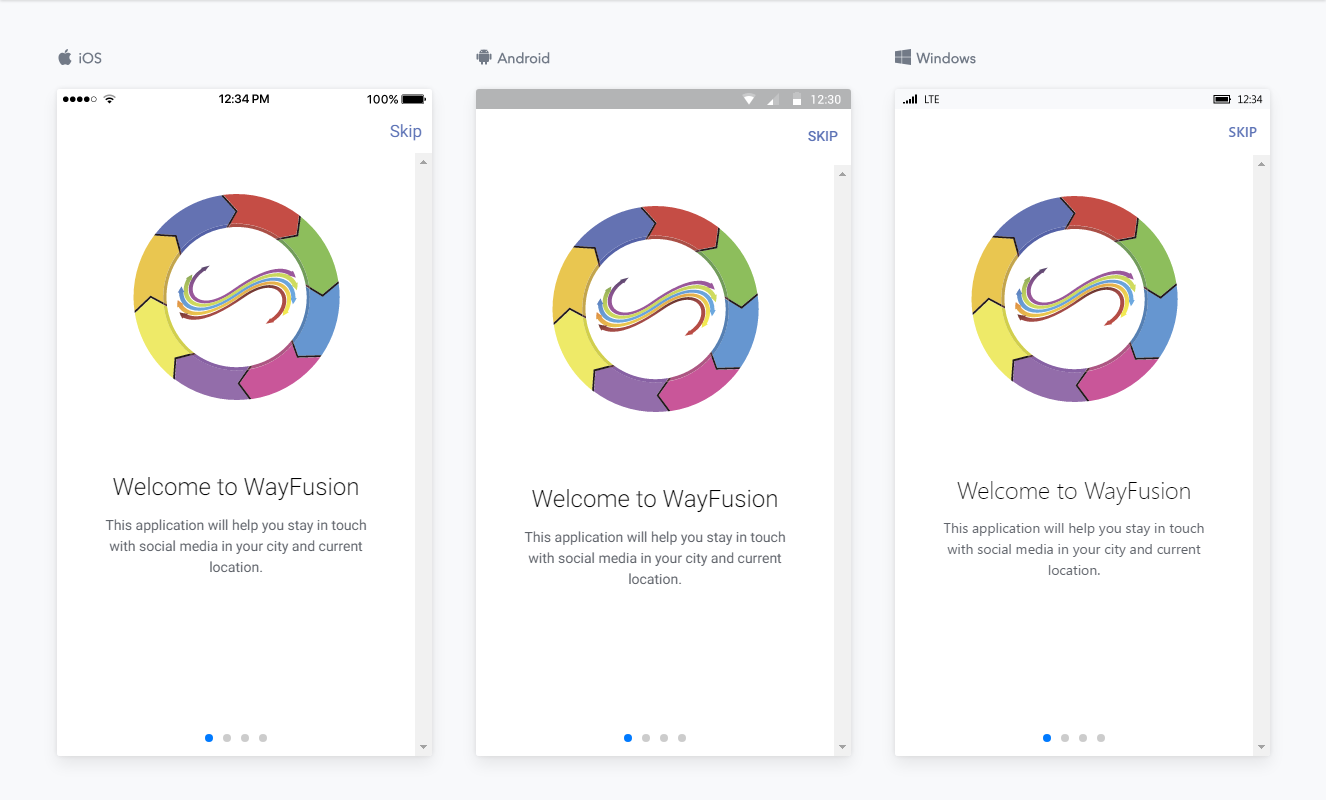 iOS
12:34 PM 100%
Skip
Welcome to WayFusion
This application will help you stay in touch
with social media in your city and current
location.
Android
12:30
SKIP
Welcome to WayFusion
This application will help you stay in touch
with social media in your city and current
location.
Windows
LTE 12:34
SKIP
Welcome to WayFusion
This application will help you stay in touch
with social media in your city and current
location.